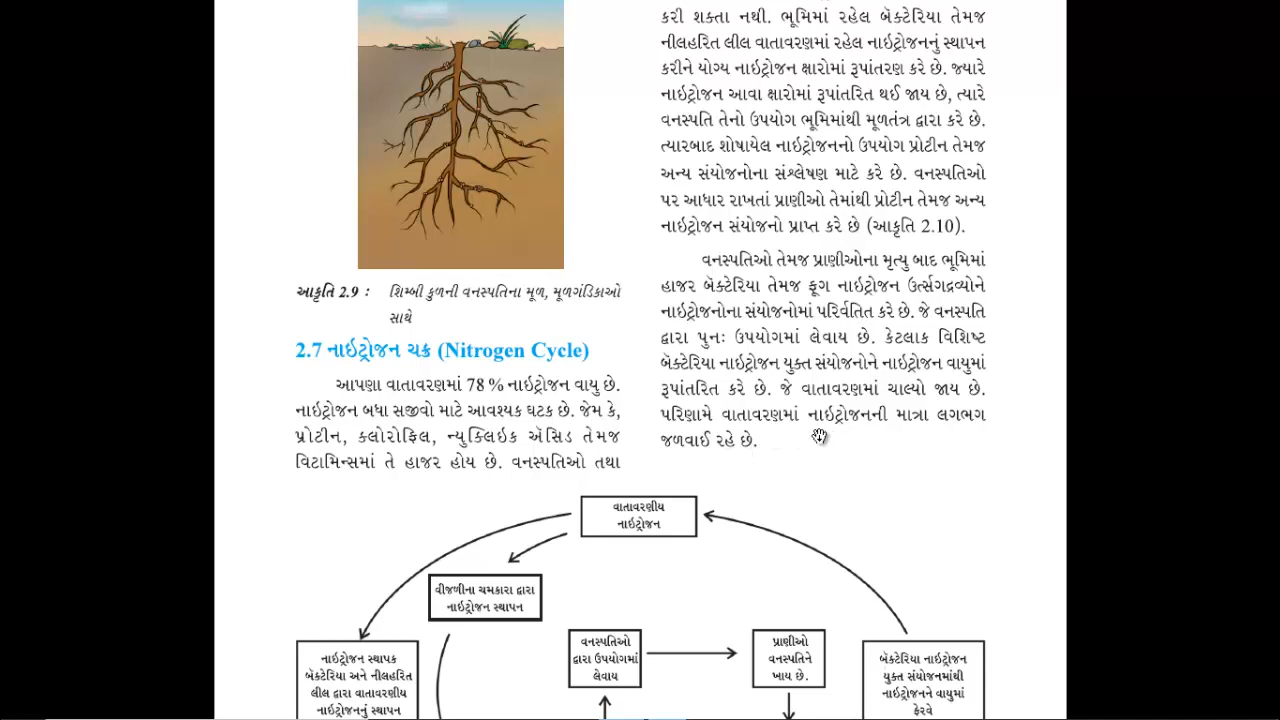 આકૃતિ 2.9 : શિમ્બી કુળની વનસ્પતિના મૂળ, મૂળગંડિકાઓ
સાથે
2.7 નાઇટ્રોજન ચક્ર (Nitrogen Cycle)
આપણા વાતાવરણમાં 78 % નાઇટ્રોજન વાયુ છે.
નાઇટ્રોજન બધા સજીવો માટે આવશ્યક ઘટક છે. જેમ કે,
પ્રોટીન, ક્લોરોફિલ, ન્યુક્લિઇક ઍસિડ તેમજ
વિટામિન્સમાં તે હાજર હોય છે. વનસ્પતિઓ તથા
કરી શકતા નથી. ભૂમિમાં રહેલ બૅક્ટેરિયા તેમજ
નીલહરિત લીલ વાતાવરણમાં રહેલ નાઇટ્રોજનનું સ્થાપન
કરીને યોગ્ય નાઇટ્રોજન ક્ષારોમાં રૂપાંતરણ કરે છે. જ્યારે
નાઇટ્રોજન આવા ક્ષારોમાં રૂપાંતરિત થઈ જાય છે, ત્યારે
વનસ્પતિ તેનો ઉપયોગ ભૂમિમાંથી મૂળતંત્ર દ્વારા કરે છે.
ત્યારબાદ શોષાયેલ નાઇટ્રોજનનો ઉપયોગ પ્રોટીન તેમજ
અન્ય સંયોજનોના સંશ્લેષણ માટે કરે છે. વનસ્પતિઓ
પર આધાર રાખતાં પ્રાણીઓ તેમાંથી પ્રોટીન તેમજ અન્ય
નાઇટ્રોજન સંયોજનો પ્રાપ્ત કરે છે (આકૃતિ 2.10).
વનસ્પતિઓ તેમજ પ્રાણીઓના મૃત્યુ બાદ ભૂમિમાં
હાજર બૅક્ટેરિયા તેમજ ફૂગ નાઇટ્રોજન ઉત્સર્ગદ્રવ્યોને
નાઇટ્રોજનોના સંયોજનોમાં પરિર્વતિત કરે છે. જે વનસ્પતિ
દ્વારા પુનઃ ઉપયોગમાં લેવાય છે. કેટલાક વિશિષ્ટ
બૅક્ટેરિયા નાઇટ્રોજન યુક્ત સંયોજનોને નાઇટ્રોજન વાયુમાં
રૂપાંતરિત કરે છે. જે વાતાવરણમાં ચાલ્યો જાય છે.
પરિણામે વાતાવરણમાં નાઇટ્રોજનની માત્રા લગભગ
જળવાઈ રહે છે.
વાતાવરણીય
નાઇટ્રોજન
વીજળીના ચમકારા દ્વારા
નાઇટ્રોજન સ્થાપન
નાઇટ્રોજન સ્થાપક
બૅક્ટેરિયા અને નીલહરિત
લીલ દ્વારા વાતાવરણીય
નાઇટ્રોજનનું સ્થાપન
વનસ્પતિઓ
દ્વારા ઉપયોગમાં
લેવાય
પ્રાણીઓ
વનસ્પતિને
ખાય છે.
બૅક્ટેરિયા નાઇટ્રોજન
યુક્ત સંયોજનમાંથી
નાઇટ્રોજનને વાયુમાં
ફેરવે